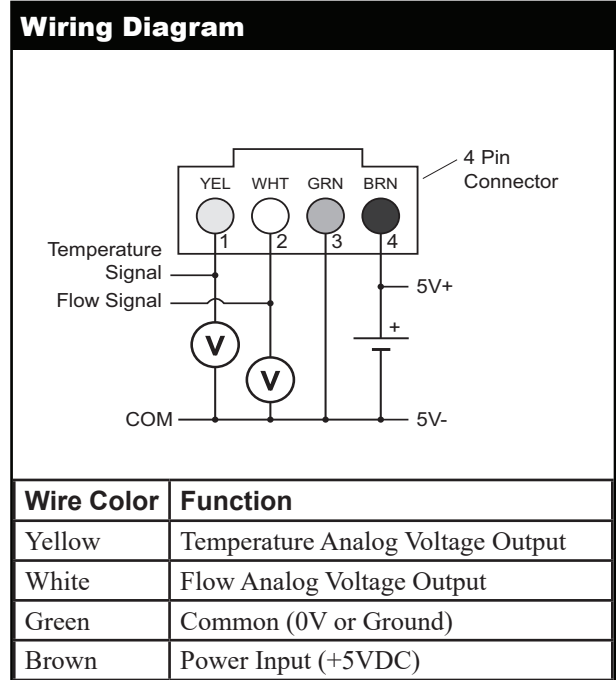 Wiring Diagram
4 Pin
Connector
YEL WHT GRN BRN
1 2 3 4
Temperature
Signal
5V+
Flow Signal
+
V
V
COM
5V-
Wire Color Function
Yellow Temperature Analog Voltage Output
White Flow Analog Voltage Output
Green Common (0V or Ground)
Brown Power Input (+5VDC)